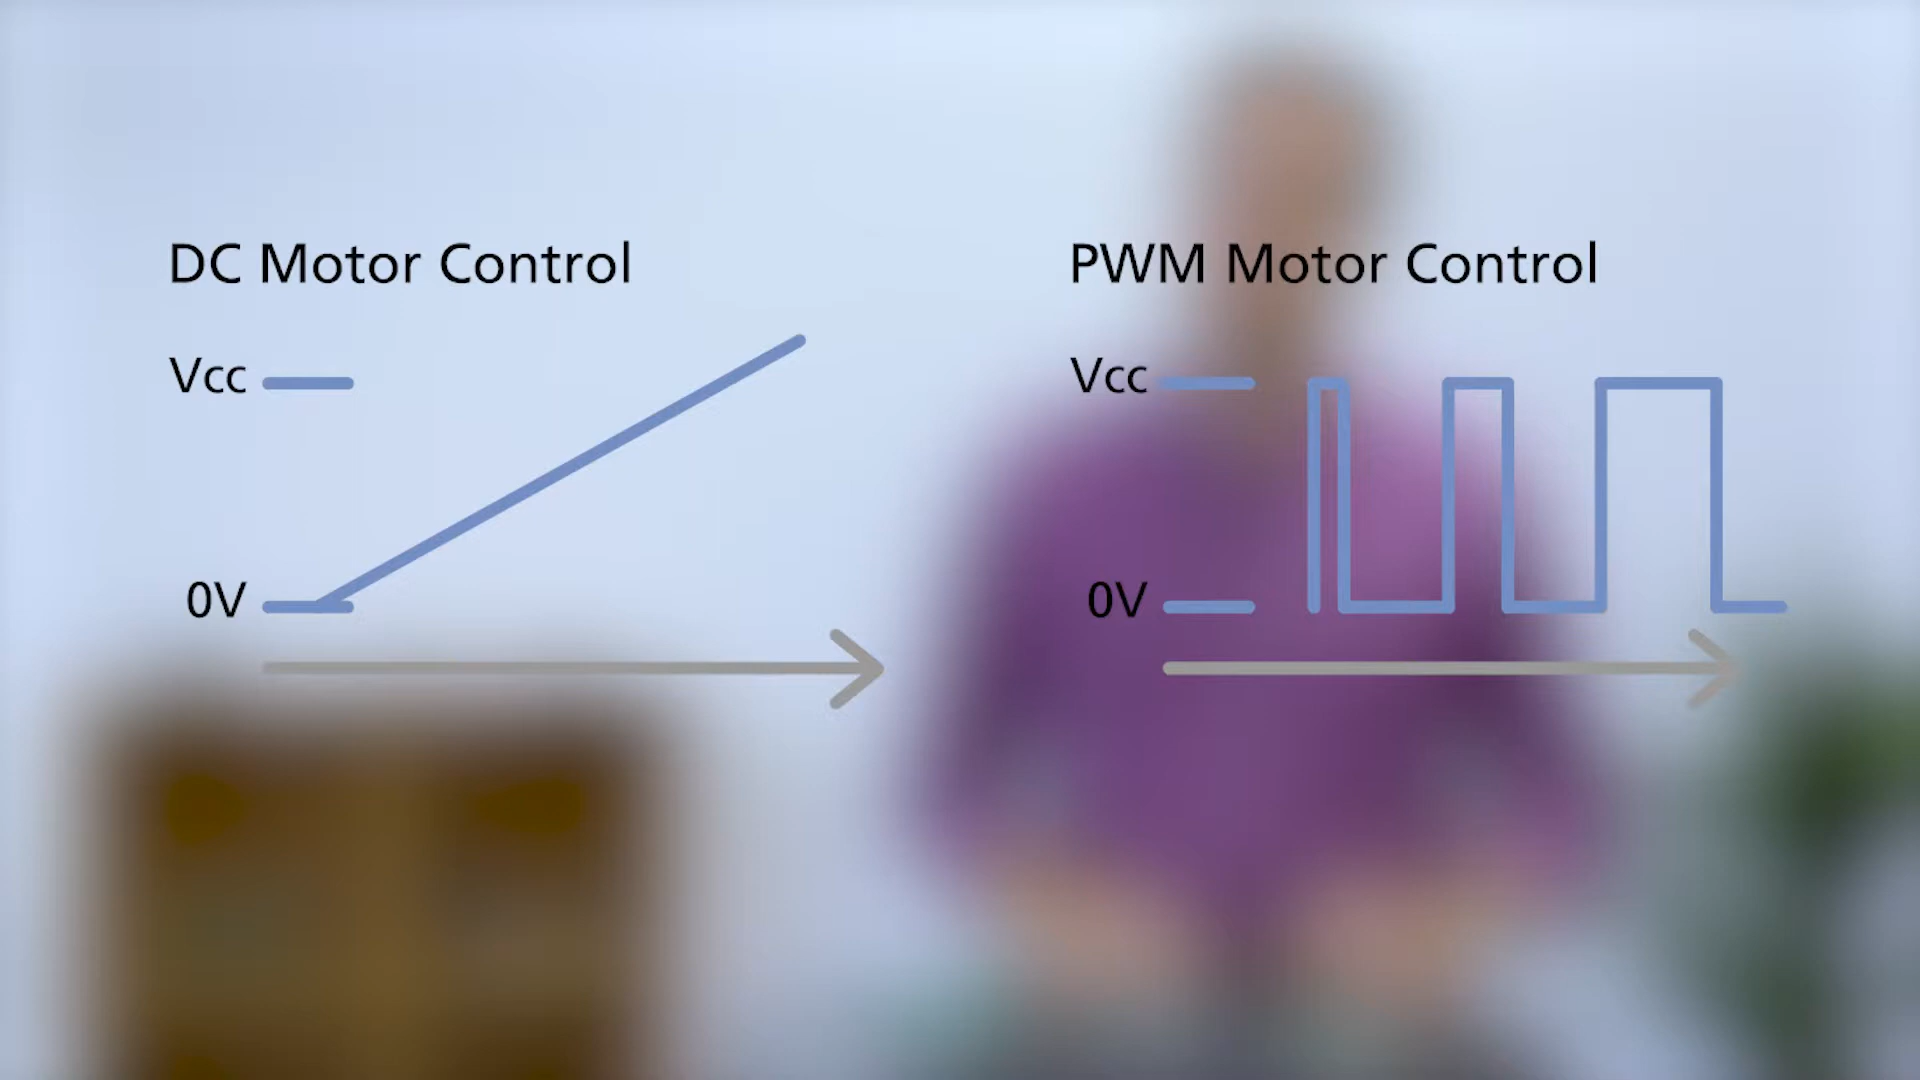 DC Motor Control
Vcc
0V
PWM Motor Control
Vcc
0V